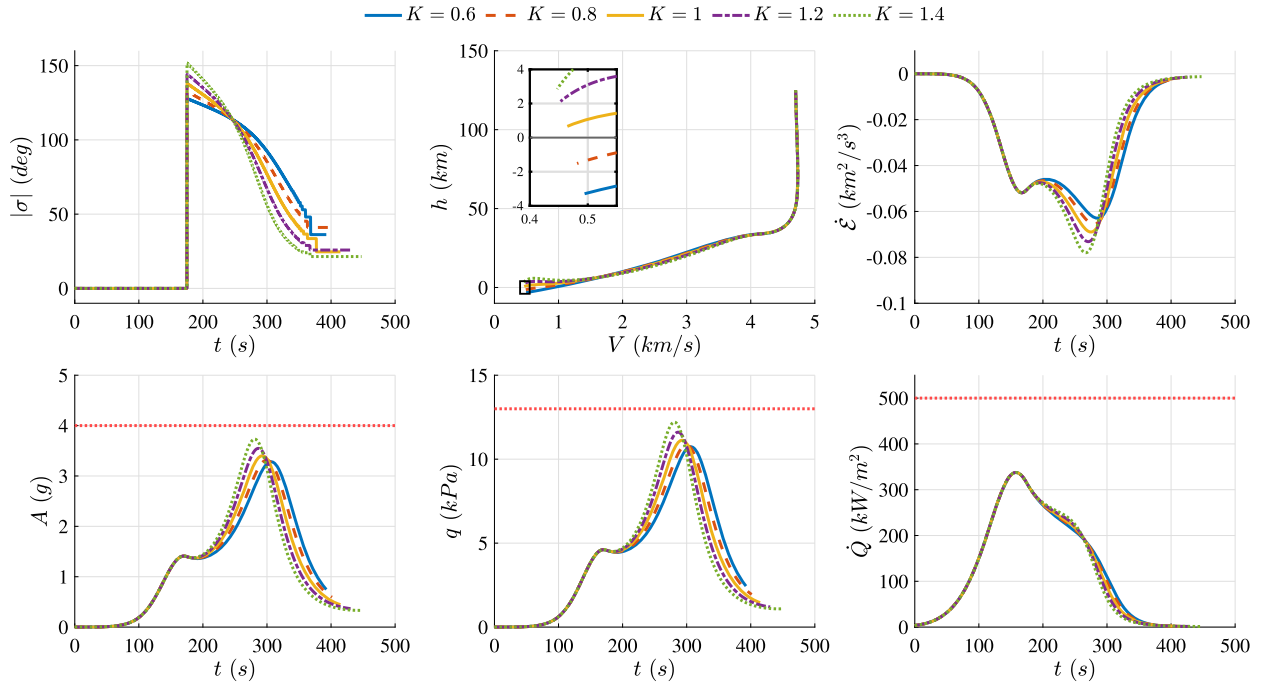 K = 0.6 K = 0.8 K = 1 K = 1.2 K = 1.4
150
100
50
0
|σ| (deg)
0 100 200 300 400 500
t (s)
150
100
50
0
h (km)
4
2
0
-2
-4
0.4 0.5
1 2 3 4 5
V (km/s)
0
-0.02
-0.04
-0.06
-0.08
-0.1
Ė (km²/s³)
0 100 200 300 400 500
t (s)
5
4
3
2
1
0
A (g)
0 100 200 300 400 500
t (s)
15
10
5
0
q (kPa)
0 100 200 300 400 500
t (s)
500
400
300
200
100
0
Q̇ (kW/m²)
0 100 200 300 400 500
t (s)